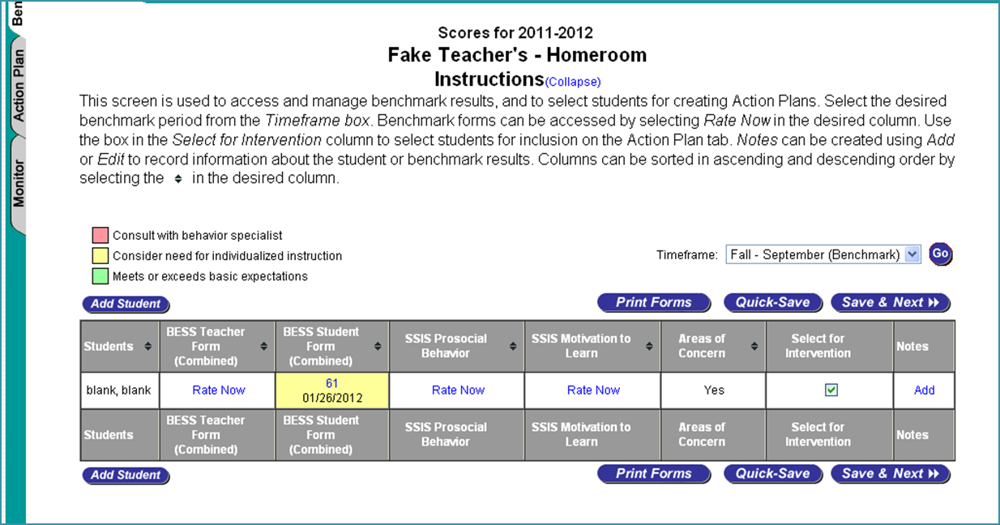 Ben
Action Plan
Monitor
Scores for 2011-2012
Fake Teacher's - Homeroom
Instructions(Collapse)
This screen is used to access and manage benchmark results, and to select students for creating Action Plans. Select the desired
benchmark period from the Timeframe box. Benchmark forms can be accessed by selecting Rate Now in the desired column. Use
the box in the Select for Intervention column to select students for inclusion on the Action Plan tab. Notes can be created using Add
or Edit to record information about the student or benchmark results. Columns can be sorted in ascending and descending order by
selecting the in the desired column.
Consult with behavior specialist
Consider need for individualized instruction
Meets or exceeds basic expectations
Timeframe: Fall - September (Benchmark) Go
Add Student Print Forms Quick-Save Save & Next
Students
BESS Teacher
Form
(Combined)
BESS Student
Form
(Combined)
SSIS Prosocial
Behavior
SSIS Motivation to
Learn
Areas of
Concern
Select for
Intervention
Notes
blank, blank
Rate Now
61
01/26/2012
Rate Now
Rate Now
Yes
Add
Students
BESS Teacher
Form
(Combined)
BESS Student
Form
(Combined)
SSIS Prosocial
Behavior
SSIS Motivation to
Learn
Areas of
Concern
Select for
Intervention
Notes
Add Student Print Forms Quick-Save Save & Next